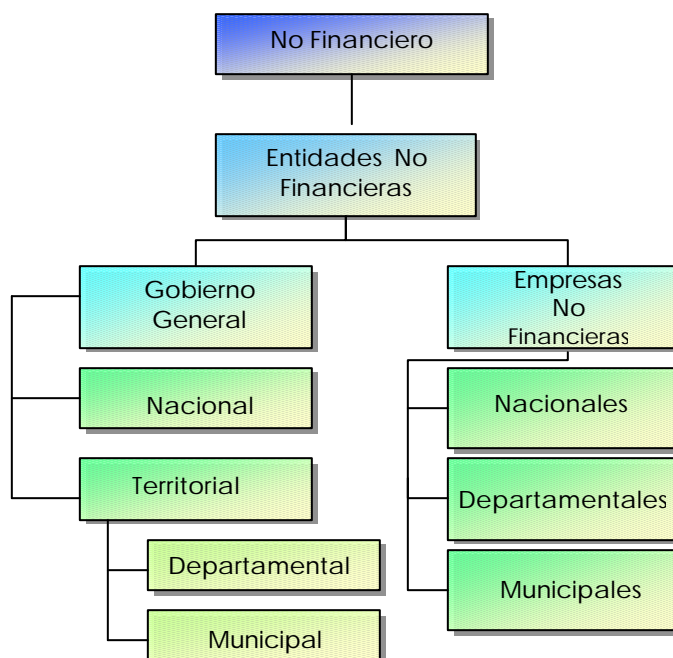 No Financiero
Entidades No
Financieras
Gobierno
General
Nacional
Territorial
Departamental
Municipal
Empresas
No
Financieras
Nacionales
Departamentales
Municipales